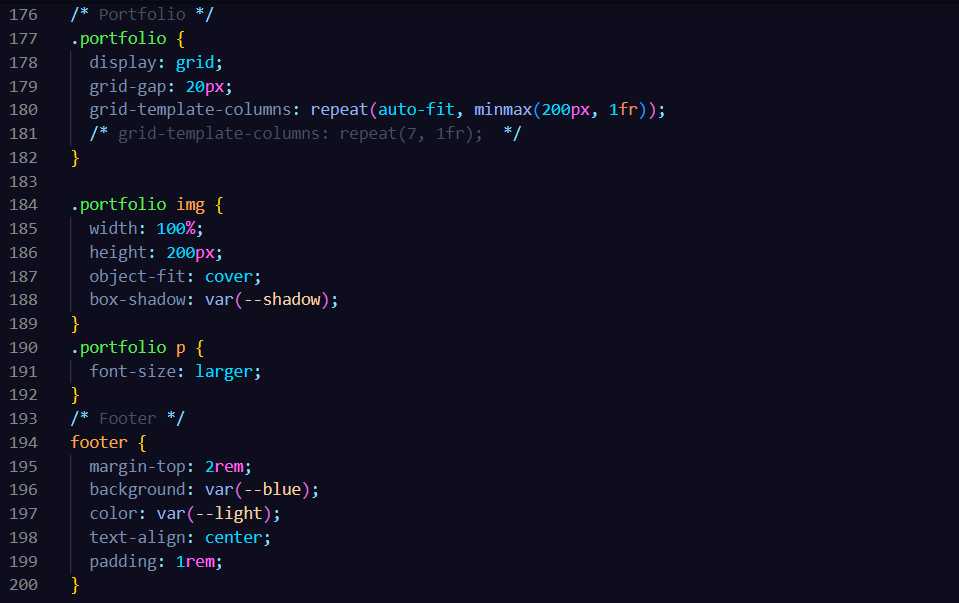 176 /* Portfolio */
177 .portfolio {
178   display: grid;
179   grid-gap: 20px;
180   grid-template-columns: repeat(auto-fit, minmax(200px, 1fr));
181   /* grid-template-columns: repeat(7, 1fr);  */
182 }
183
184 .portfolio img {
185   width: 100%;
186   height: 200px;
187   object-fit: cover;
188   box-shadow: var(--shadow);
189 }
190 .portfolio p {
191   font-size: larger;
192 }
193 /* Footer */
194 footer {
195   margin-top: 2rem;
196   background: var(--blue);
197   color: var(--light);
198   text-align: center;
199   padding: 1rem;
200 }